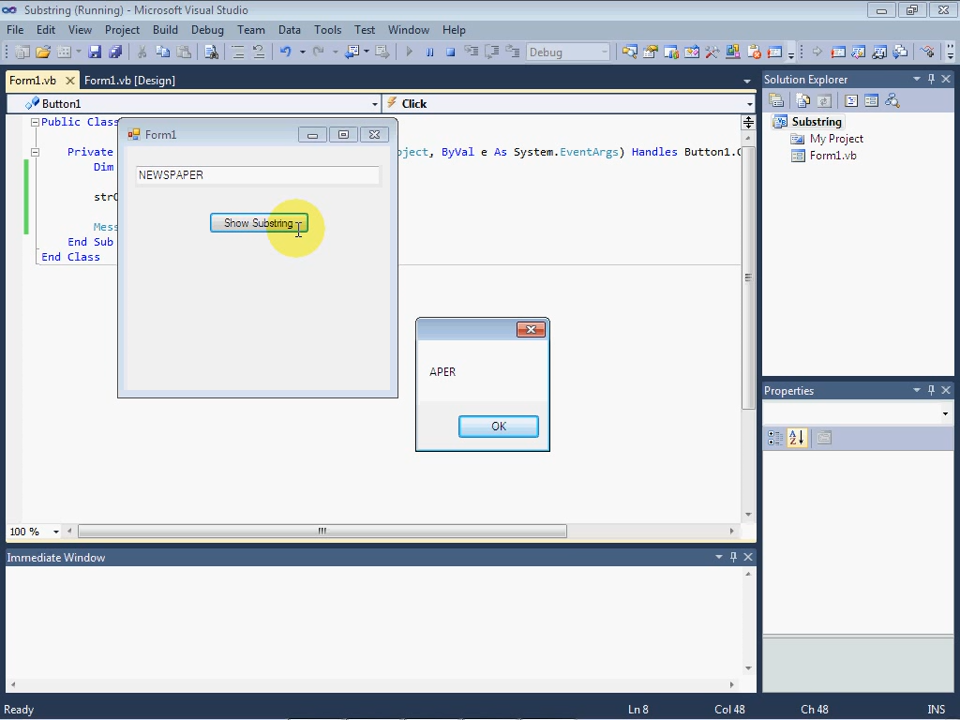 Substring (Running) - Microsoft Visual Studio
File Edit View Project Build Debug Team Data Tools Test Window Help
Debug
Form1.vb Form1.vb [Design]
Button1
Click
Public Class
Private
oject, ByVal e As System.EventArgs) Handles Button1.C
Dim
Mess
End Sub
End Class
Form1
NEWSPAPER
Show Substring
APER
OK
100 %
Immediate Window
Solution Explorer
Substring
My Project
Form1.vb
Properties
Ready
Ln 8
Col 48
Ch 48
INS